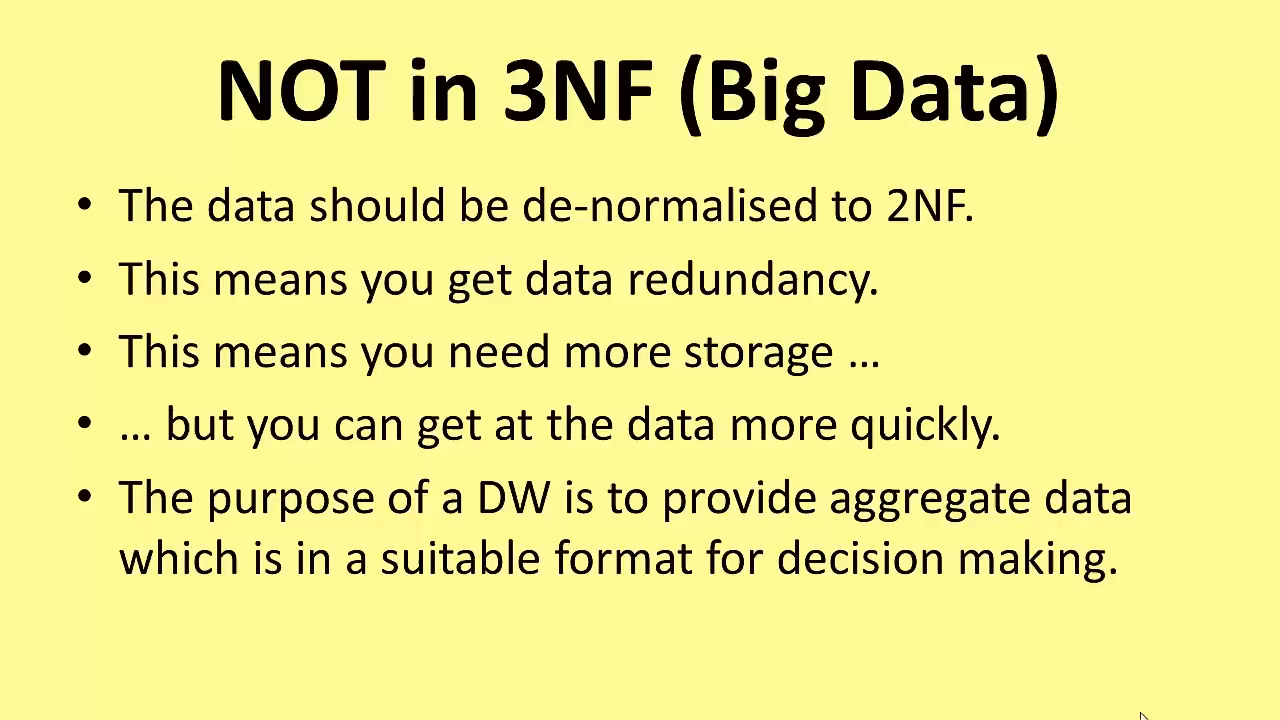 NOT in 3NF (Big Data)
• The data should be de-normalised to 2NF.
• This means you get data redundancy.
• This means you need more storage …
• … but you can get at the data more quickly.
• The purpose of a DW is to provide aggregate data
which is in a suitable format for decision making.